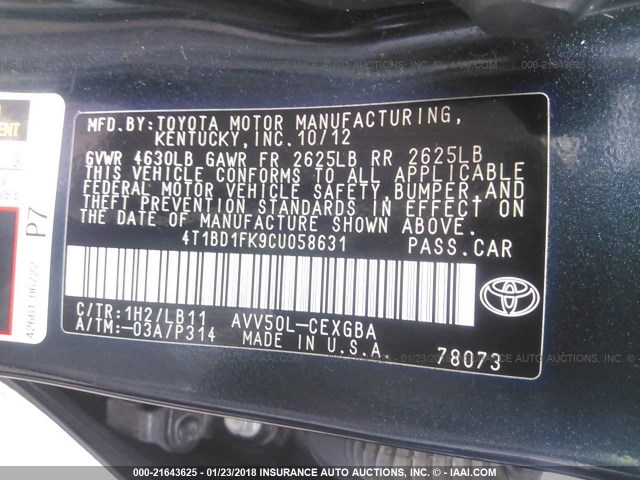 MFD.BY:TOYOTA MOTOR MANUFACTURING,
KENTUCKY, INC. 10/12
GVWR 4630LB GAWR FR 2625LB RR 2625LB
THIS VEHICLE CONFORMS TO ALL APPLICABLE
FEDERAL MOTOR VEHICLE SAFETY, BUMPER, AND
THEFT PREVENTION STANDARDS IN EFFECT ON
THE DATE OF MANUFACTURE SHOWN ABOVE.
4T1BD1FK9CU058631 PASS.CAR
C/TR:1H2/LB11 AVV50L-CEXGBA
A/TM:-03A7P314 MADE IN U.S.A. 78073
P7
TOYOTA
000-21643625 - 01/23/2018 INSURANCE AUTO AUCTIONS, INC. - WWW.IAAI.COM